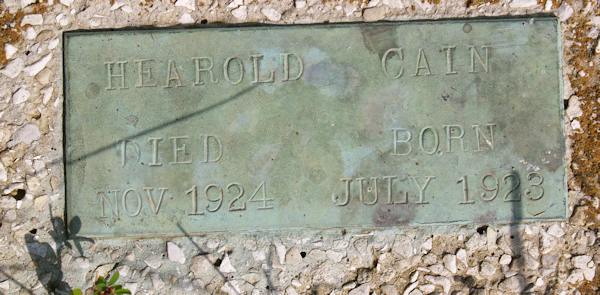 HEAROLD CAIN
DIED BORN
NOV 1924 JULY 1923